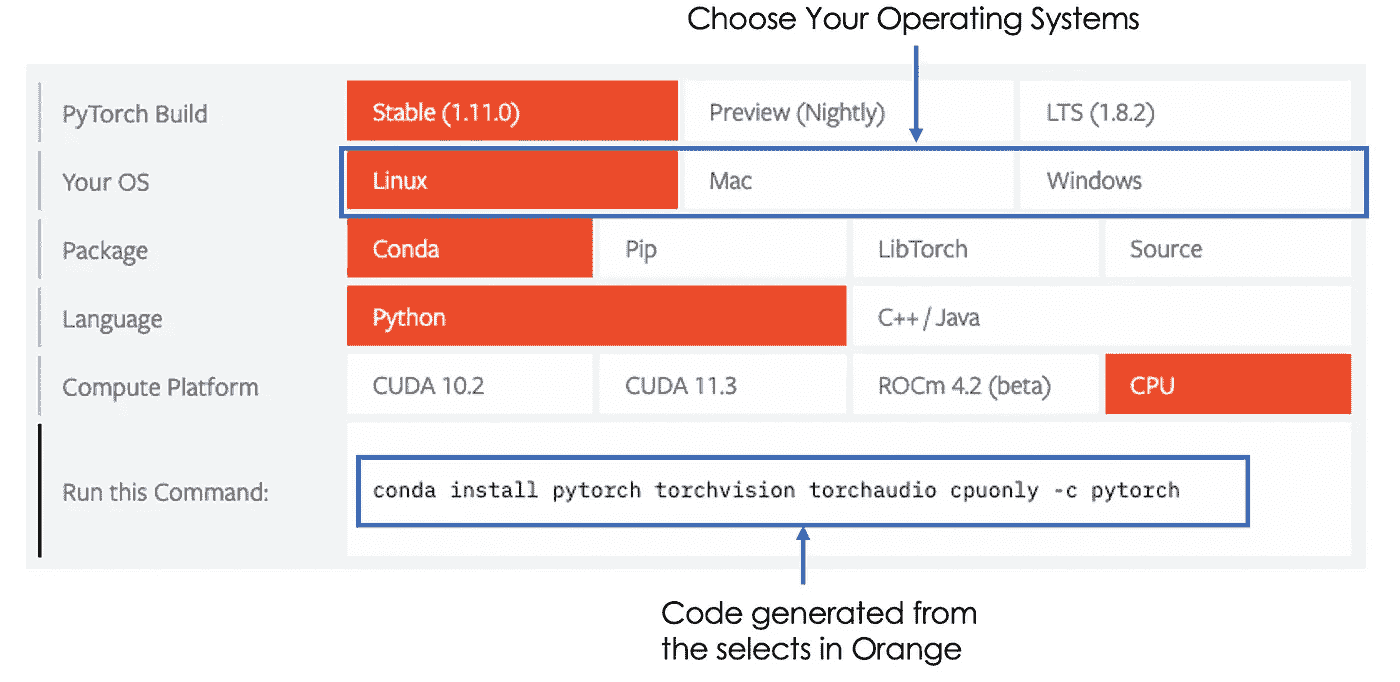 Choose Your Operating Systems
PyTorch Build Stable (1.11.0) Preview (Nightly) LTS (1.8.2)
Your OS Linux Mac Windows
Package Conda Pip LibTorch Source
Language Python C++ / Java
Compute Platform CUDA 10.2 CUDA 11.3 ROCm 4.2 (beta) CPU
Run this Command: conda install pytorch torchvision torchaudio cpuonly -c pytorch
Code generated from
the selects in Orange